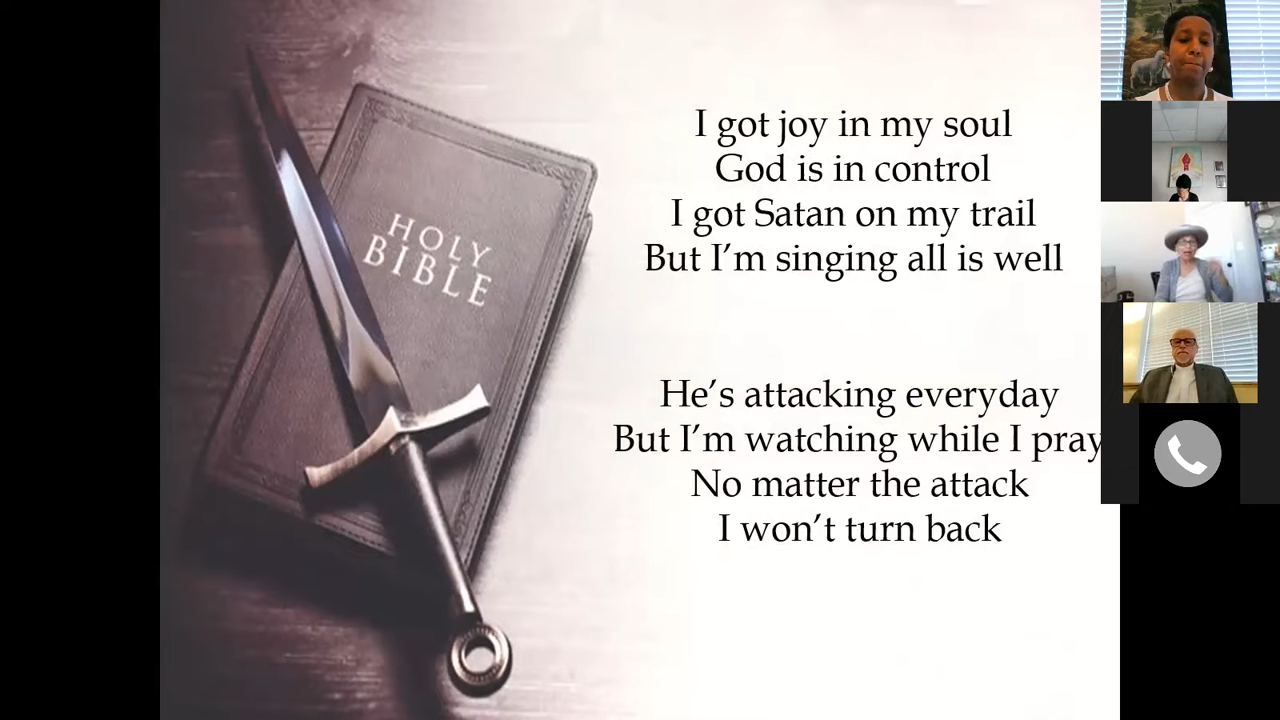 HOLY
BIBLE
I got joy in my soul
God is in control
I got Satan on my trail
But I’m singing all is well
He’s attacking everyday
But I’m watching while I pray
No matter the attack
I won’t turn back